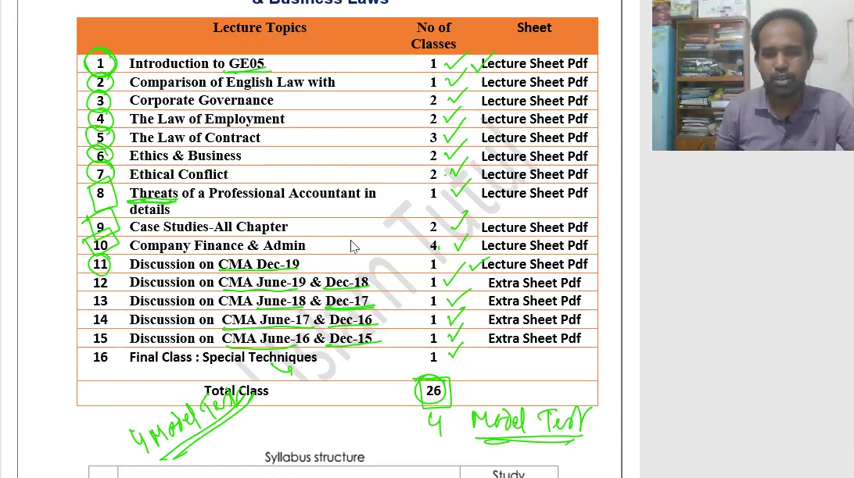 & Business Laws
Lecture Topics No of Classes Sheet
1 Introduction to GE05 1 Lecture Sheet Pdf
2 Comparison of English Law with 1 Lecture Sheet Pdf
3 Corporate Governance 2 Lecture Sheet Pdf
4 The Law of Employment 2 Lecture Sheet Pdf
5 The Law of Contract 3 Lecture Sheet Pdf
6 Ethics & Business 2 Lecture Sheet Pdf
7 Ethical Conflict 2 Lecture Sheet Pdf
8 Threats of a Professional Accountant in 1 Lecture Sheet Pdf
details
9 Case Studies-All Chapter 2 Lecture Sheet Pdf
10 Company Finance & Admin 4 Lecture Sheet Pdf
11 Discussion on CMA Dec-19 1 Lecture Sheet Pdf
12 Discussion on CMA June-19 & Dec-18 1 Extra Sheet Pdf
13 Discussion on CMA June-18 & Dec-17 1 Extra Sheet Pdf
14 Discussion on CMA June-17 & Dec-16 1 Extra Sheet Pdf
15 Discussion on CMA June-16 & Dec-15 1 Extra Sheet Pdf
16 Final Class : Special Techniques 1
Total Class 26
4 Model Test
4 Model Test
Syllabus structure
Study
Islam Tutul